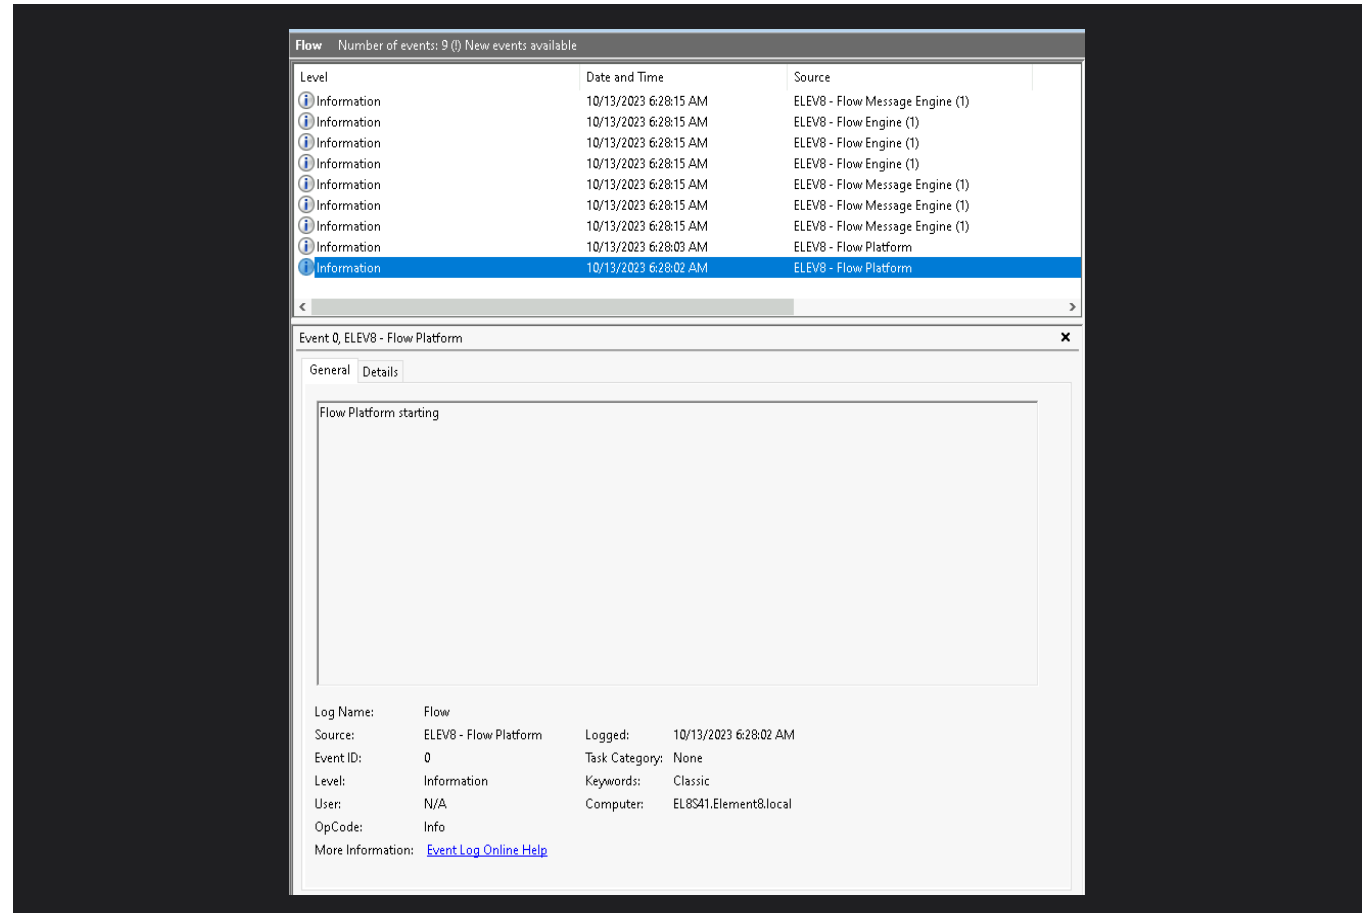 Flow Number of events: 9 (!) New events available
Level Date and Time Source
Information 10/13/2023 6:28:15 AM ELEV8 - Flow Message Engine (1)
Information 10/13/2023 6:28:15 AM ELEV8 - Flow Engine (1)
Information 10/13/2023 6:28:15 AM ELEV8 - Flow Engine (1)
Information 10/13/2023 6:28:15 AM ELEV8 - Flow Engine (1)
Information 10/13/2023 6:28:15 AM ELEV8 - Flow Message Engine (1)
Information 10/13/2023 6:28:15 AM ELEV8 - Flow Message Engine (1)
Information 10/13/2023 6:28:15 AM ELEV8 - Flow Message Engine (1)
Information 10/13/2023 6:28:03 AM ELEV8 - Flow Platform
Information 10/13/2023 6:28:02 AM ELEV8 - Flow Platform
Event 0, ELEV8 - Flow Platform
General Details
Flow Platform starting
Log Name: Flow
Source: ELEV8 - Flow Platform Logged: 10/13/2023 6:28:02 AM
Event ID: 0 Task Category: None
Level: Information Keywords: Classic
User: N/A Computer: EL8S41.Element8.local
OpCode: Info
More Information: Event Log Online Help